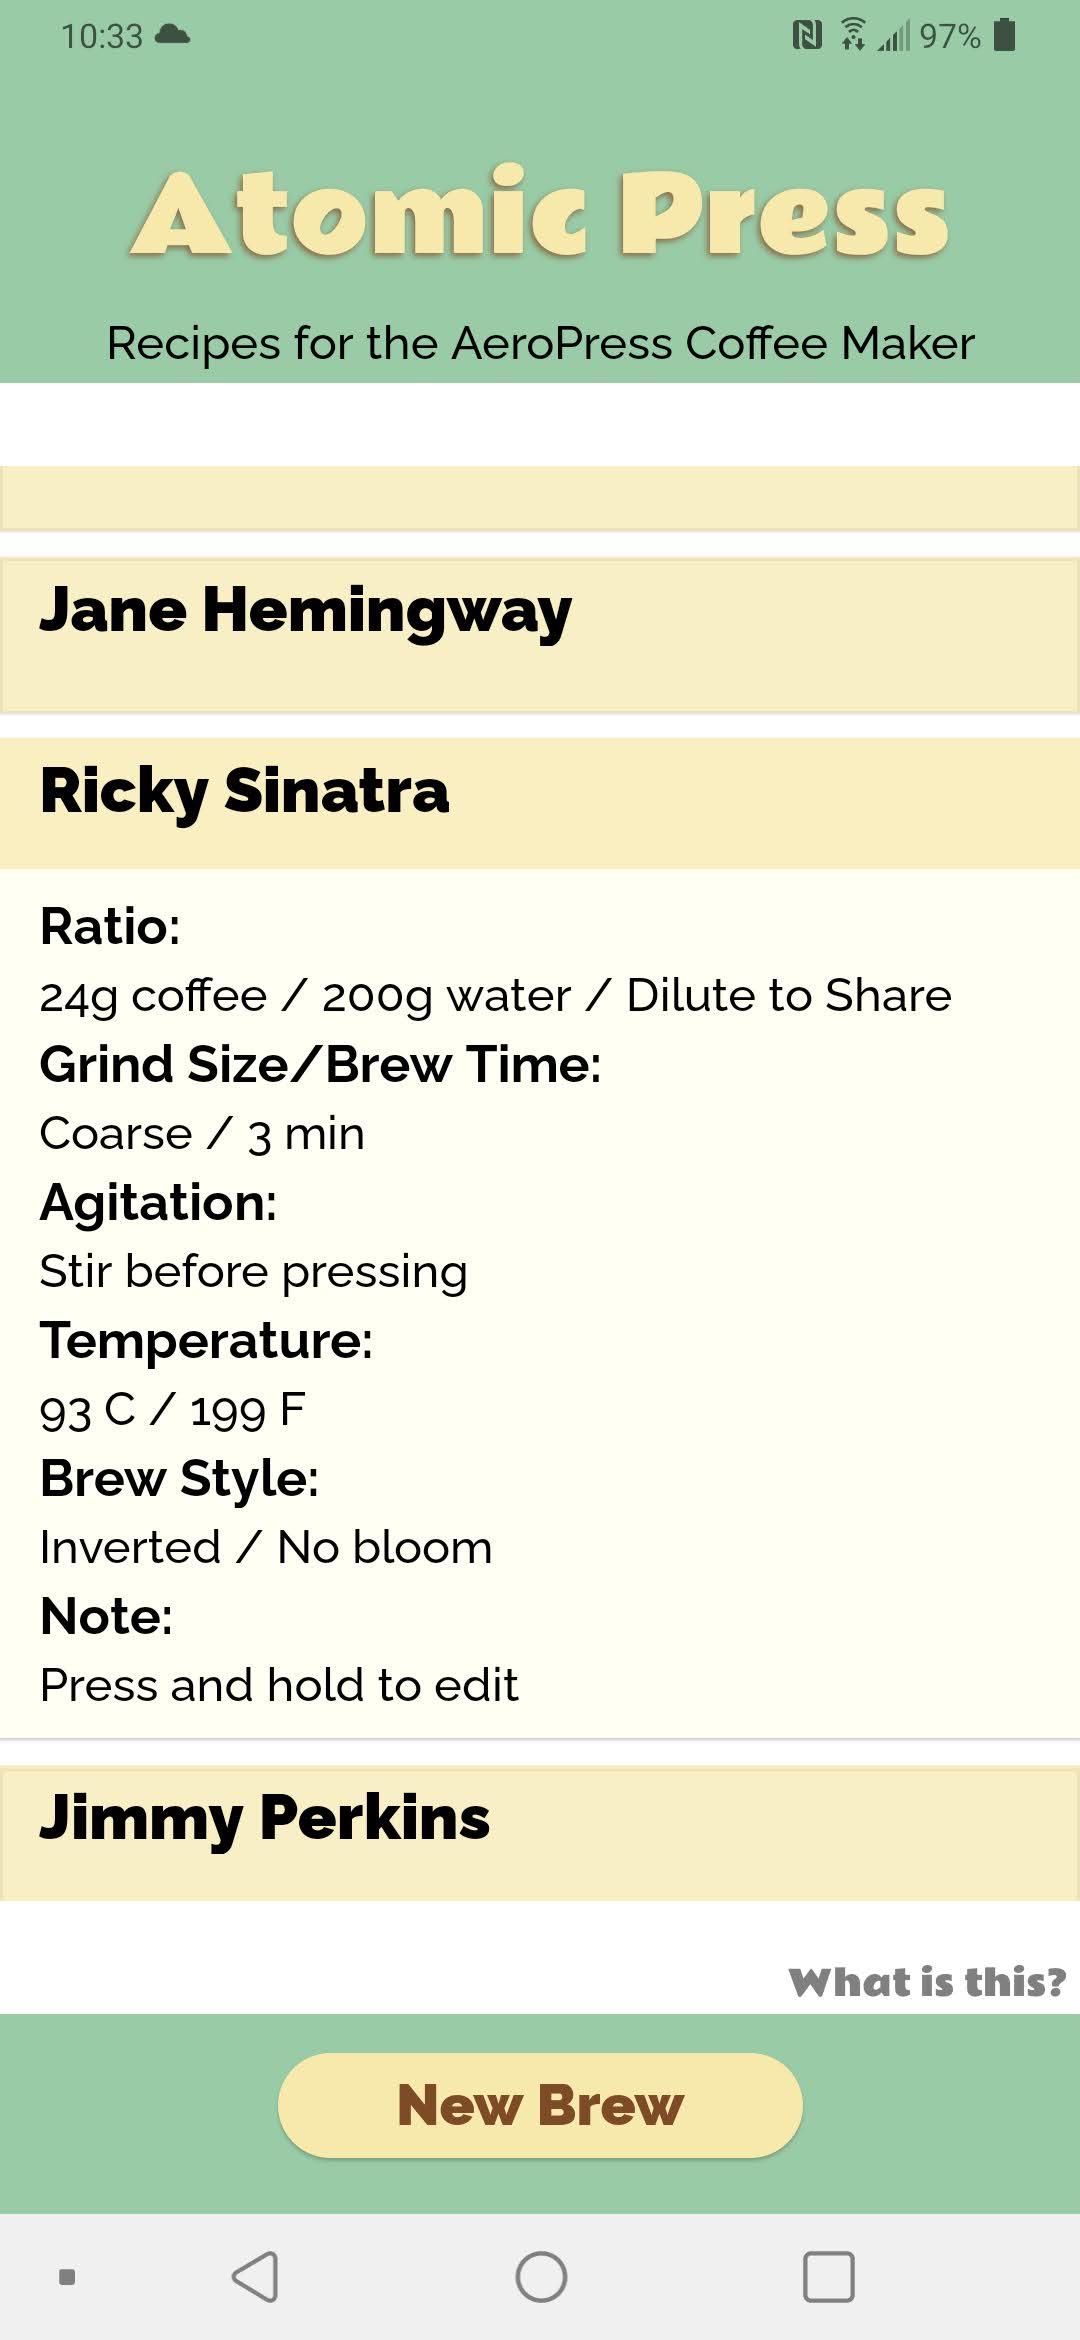 10:33
97%
Atomic Press
Recipes for the AeroPress Coffee Maker
Jane Hemingway
Ricky Sinatra
Ratio:
24g coffee / 200g water / Dilute to Share
Grind Size/Brew Time:
Coarse / 3 min
Agitation:
Stir before pressing
Temperature:
93 C / 199 F
Brew Style:
Inverted / No bloom
Note:
Press and hold to edit
Jimmy Perkins
What is this?
New Brew